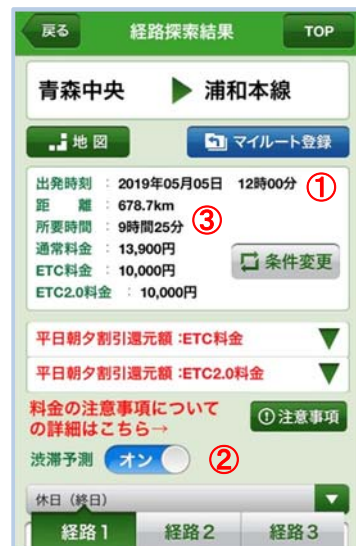 戻る 経路探索結果 TOP
青森中央 ▶ 浦和本線
地図 マイルート登録
出発時刻 : 2019年05月05日 12時00分 ①
距 離 : 678.7km
所要時間 : 9時間25分 ③
通常料金 : 13,900円
ETC料金 : 10,000円 条件変更
ETC2.0料金 : 10,000円
平日朝夕割引還元額 :ETC料金 ▼
平日朝夕割引還元額 :ETC2.0料金 ▼
料金の注意事項について
の詳細はこちら→ 注意事項
渋滞予測 オン ②
休日（終日） ▼
経路1 経路2 経路3